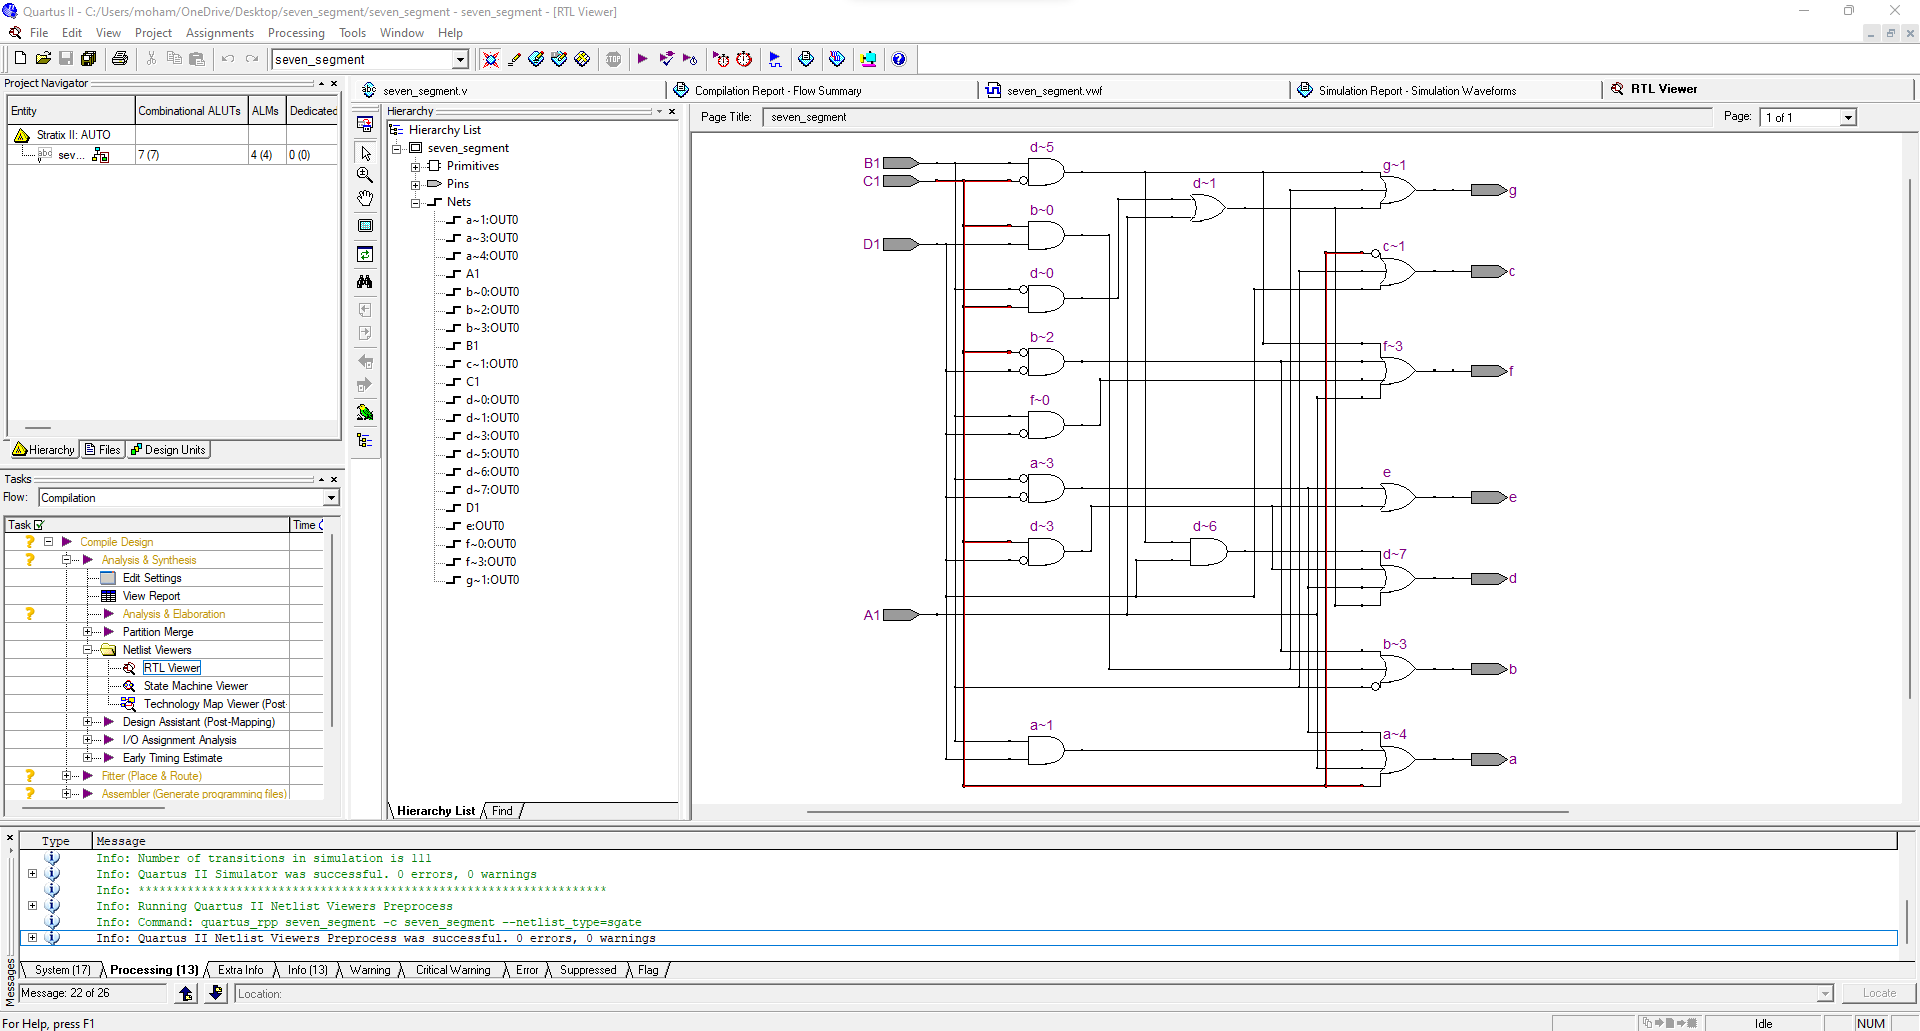 Quartus II - C:/Users/moham/OneDrive/Desktop/seven_segment/seven_segment - seven_segment - [RTL Viewer]
File Edit View Project Assignments Processing Tools Window Help
seven_segment
STOP
Project Navigator
Entity Combinational ALUTs ALMs Dedicated
Stratix II: AUTO
abc sev... 7 (7) 4 (4) 0 (0)
Hierarchy Files Design Units
Tasks
Flow: Compilation
Task Time
Compile Design
Analysis & Synthesis
Edit Settings
View Report
Analysis & Elaboration
Partition Merge
Netlist Viewers
RTL Viewer
State Machine Viewer
Technology Map Viewer (Post-
Design Assistant (Post-Mapping)
I/O Assignment Analysis
Early Timing Estimate
Fitter (Place & Route)
Assembler (Generate programming files)
abc seven_segment.v
Compilation Report - Flow Summary
seven_segment.vwf
Simulation Report - Simulation Waveforms
RTL Viewer
Hierarchy
Hierarchy List
seven_segment
Primitives
Pins
Nets
a~1:OUT0
a~3:OUT0
a~4:OUT0
A1
b~0:OUT0
b~2:OUT0
b~3:OUT0
B1
c~1:OUT0
C1
d~0:OUT0
d~1:OUT0
d~3:OUT0
d~5:OUT0
d~6:OUT0
d~7:OUT0
D1
e:OUT0
f~0:OUT0
f~3:OUT0
g~1:OUT0
Hierarchy List Find
Page Title: seven_segment Page: 1 of 1
d~5
B1
g~1
C1
d~1
g
b~0
D1
c~1
d~0
c
b~2
f~3
f
f~0
a~3
e
e
d~3
d~6
d~7
d
A1
b~3
b
a~1
a~4
a
Type Message
Info: Number of transitions in simulation is 111
Info: Quartus II Simulator was successful. 0 errors, 0 warnings
Info: *******************************************************************
Info: Running Quartus II Netlist Viewers Preprocess
Info: Command: quartus_rpp seven_segment -c seven_segment --netlist_type=sgate
Info: Quartus II Netlist Viewers Preprocess was successful. 0 errors, 0 warnings
System (17) Processing (13) Extra Info Info (13) Warning Critical Warning Error Suppressed Flag
Messages
Message: 22 of 26 Location: Locate
For Help, press F1 Idle NUM